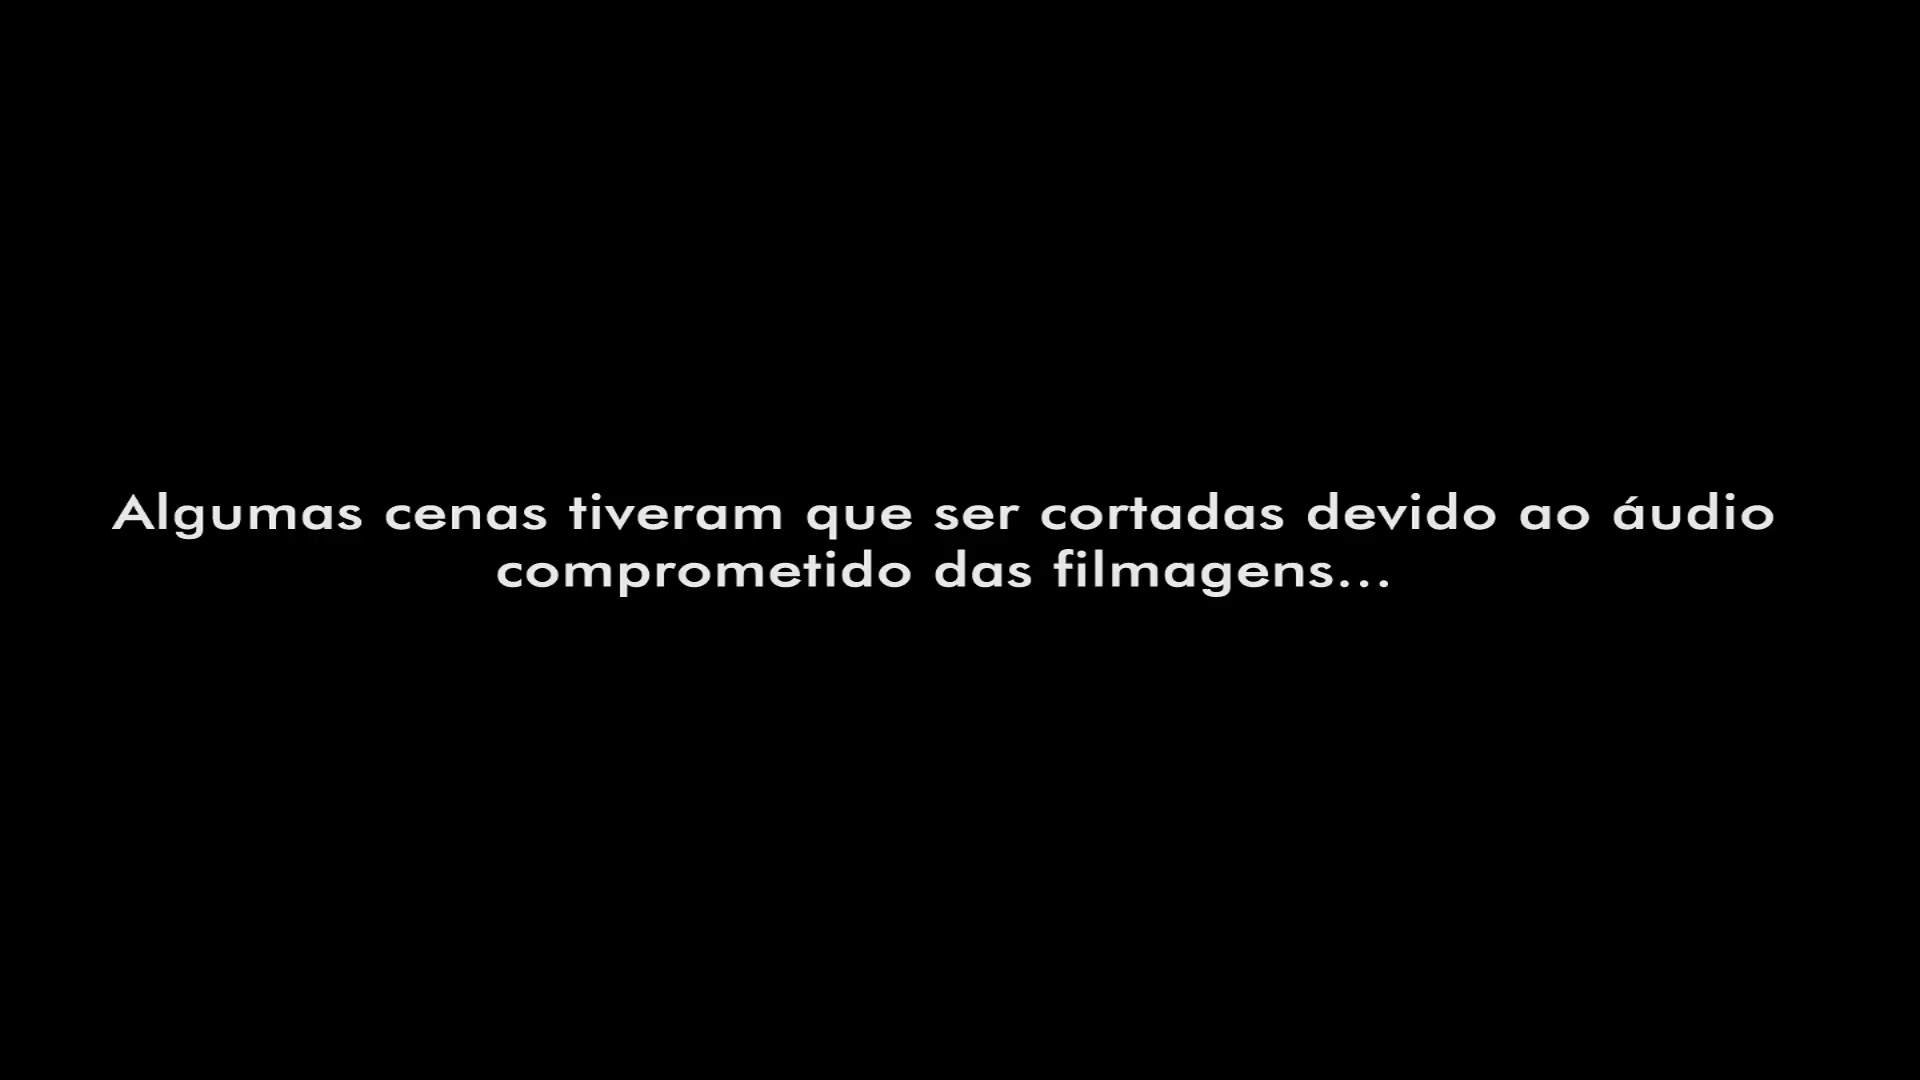 Algumas cenas tiveram que ser cortadas devido ao áudio
comprometido das filmagens...